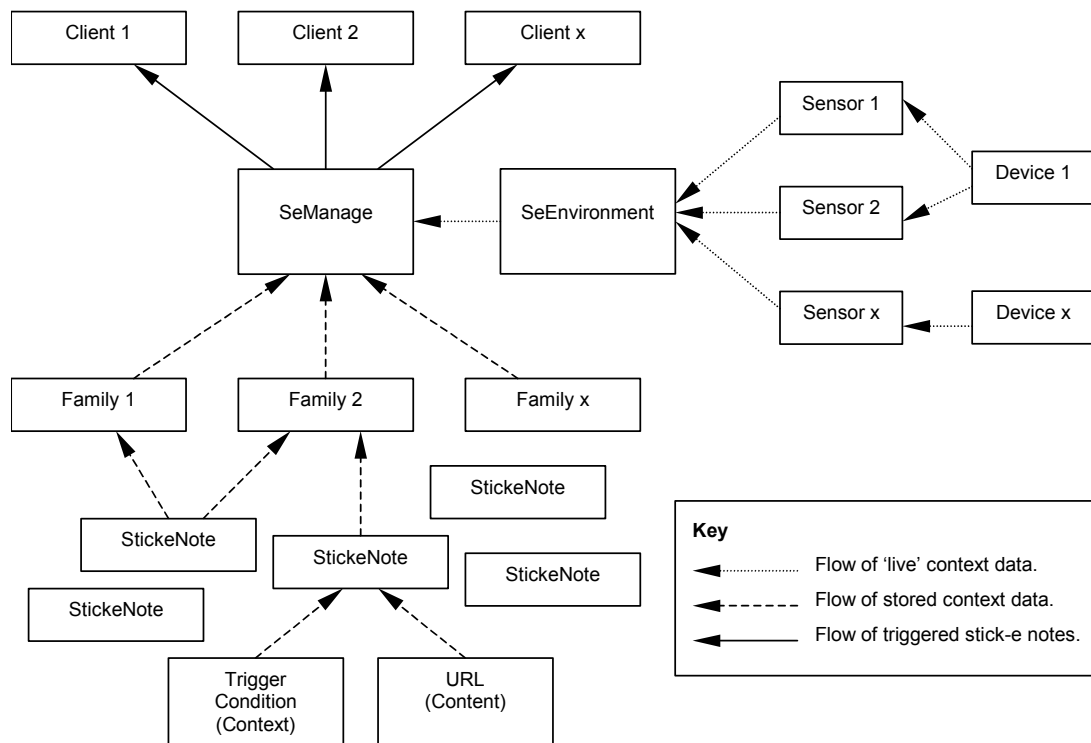 Client 1
Client 2
Client x
Sensor 1
Device 1
SeManage
SeEnvironment
Sensor 2
Sensor x
Device x
Family 1
Family 2
Family x
StickeNote
StickeNote
StickeNote
StickeNote
StickeNote
Trigger
Condition
(Context)
URL
(Content)
Key
Flow of ‘live’ context data.
Flow of stored context data.
Flow of triggered stick-e notes.